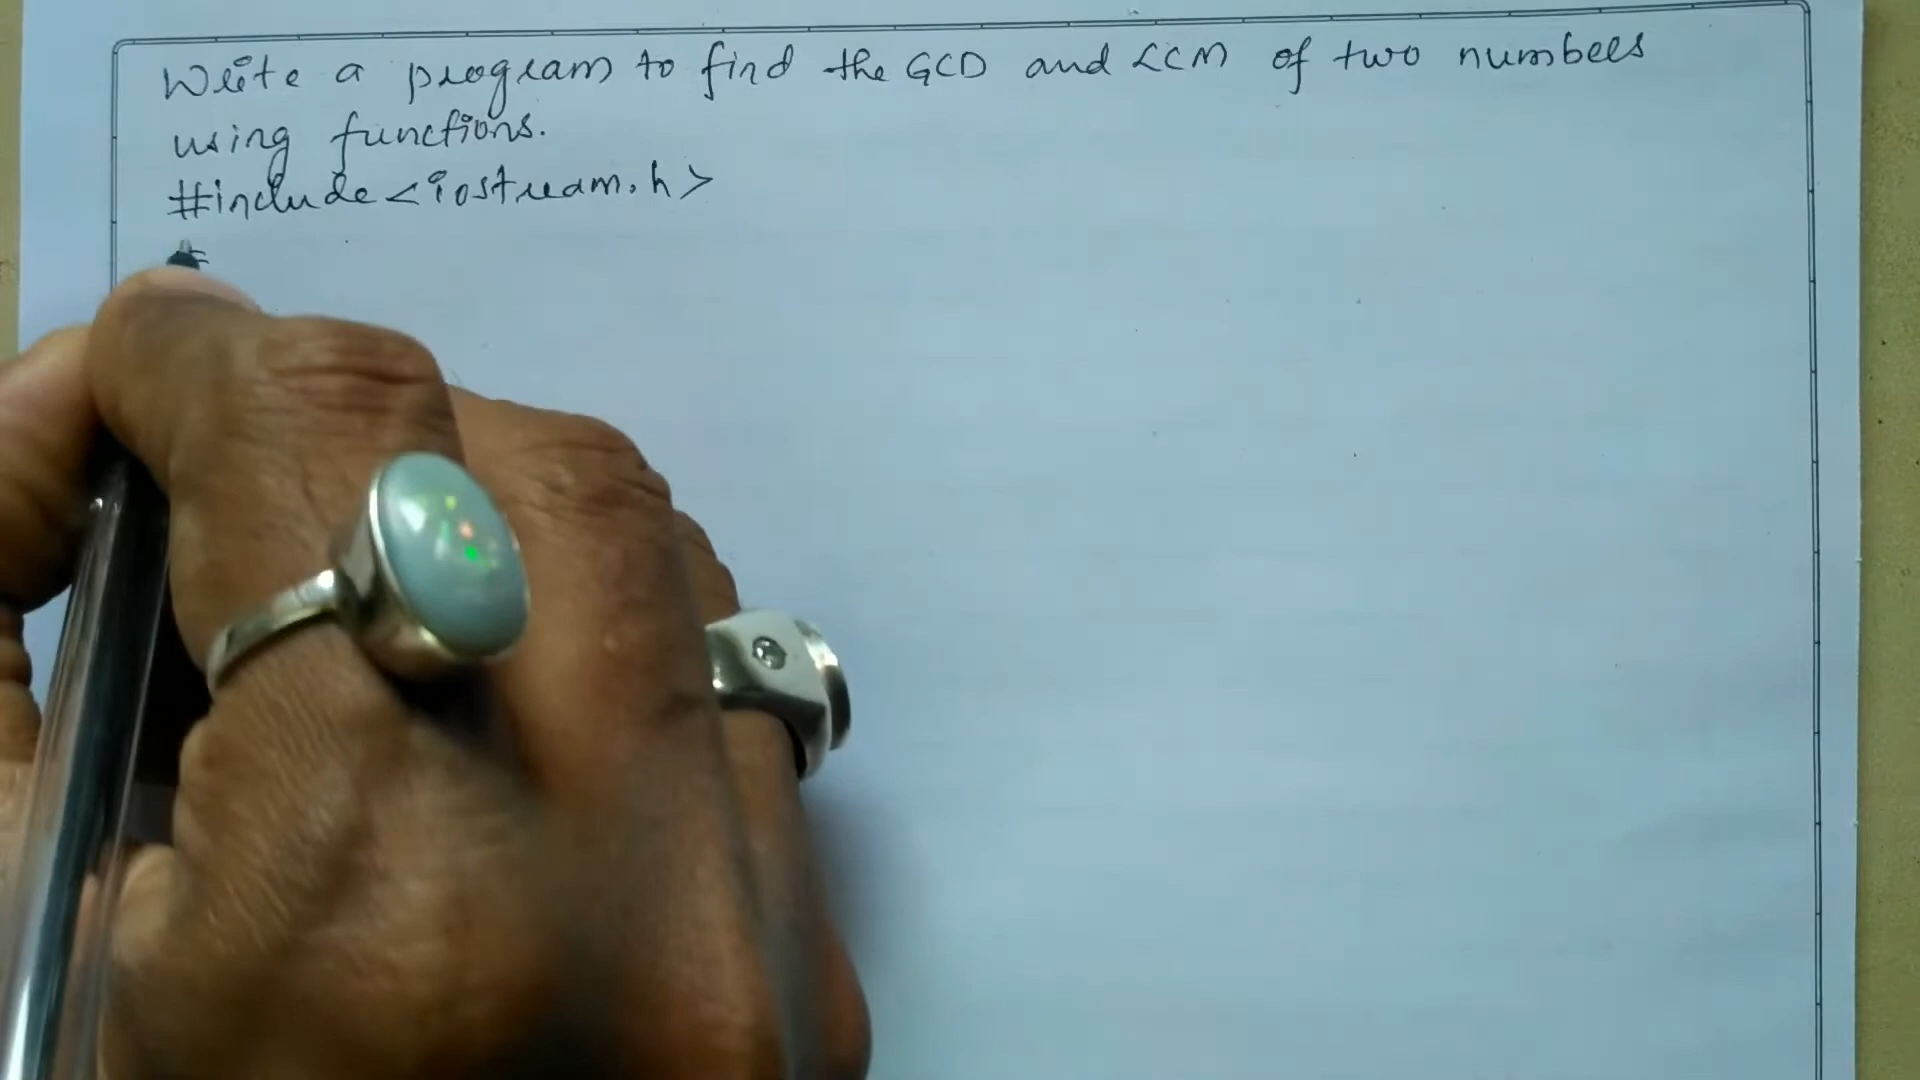 Write a program to find the GCD and LCM of two numbers
using functions.
#include<iostream.h>
#